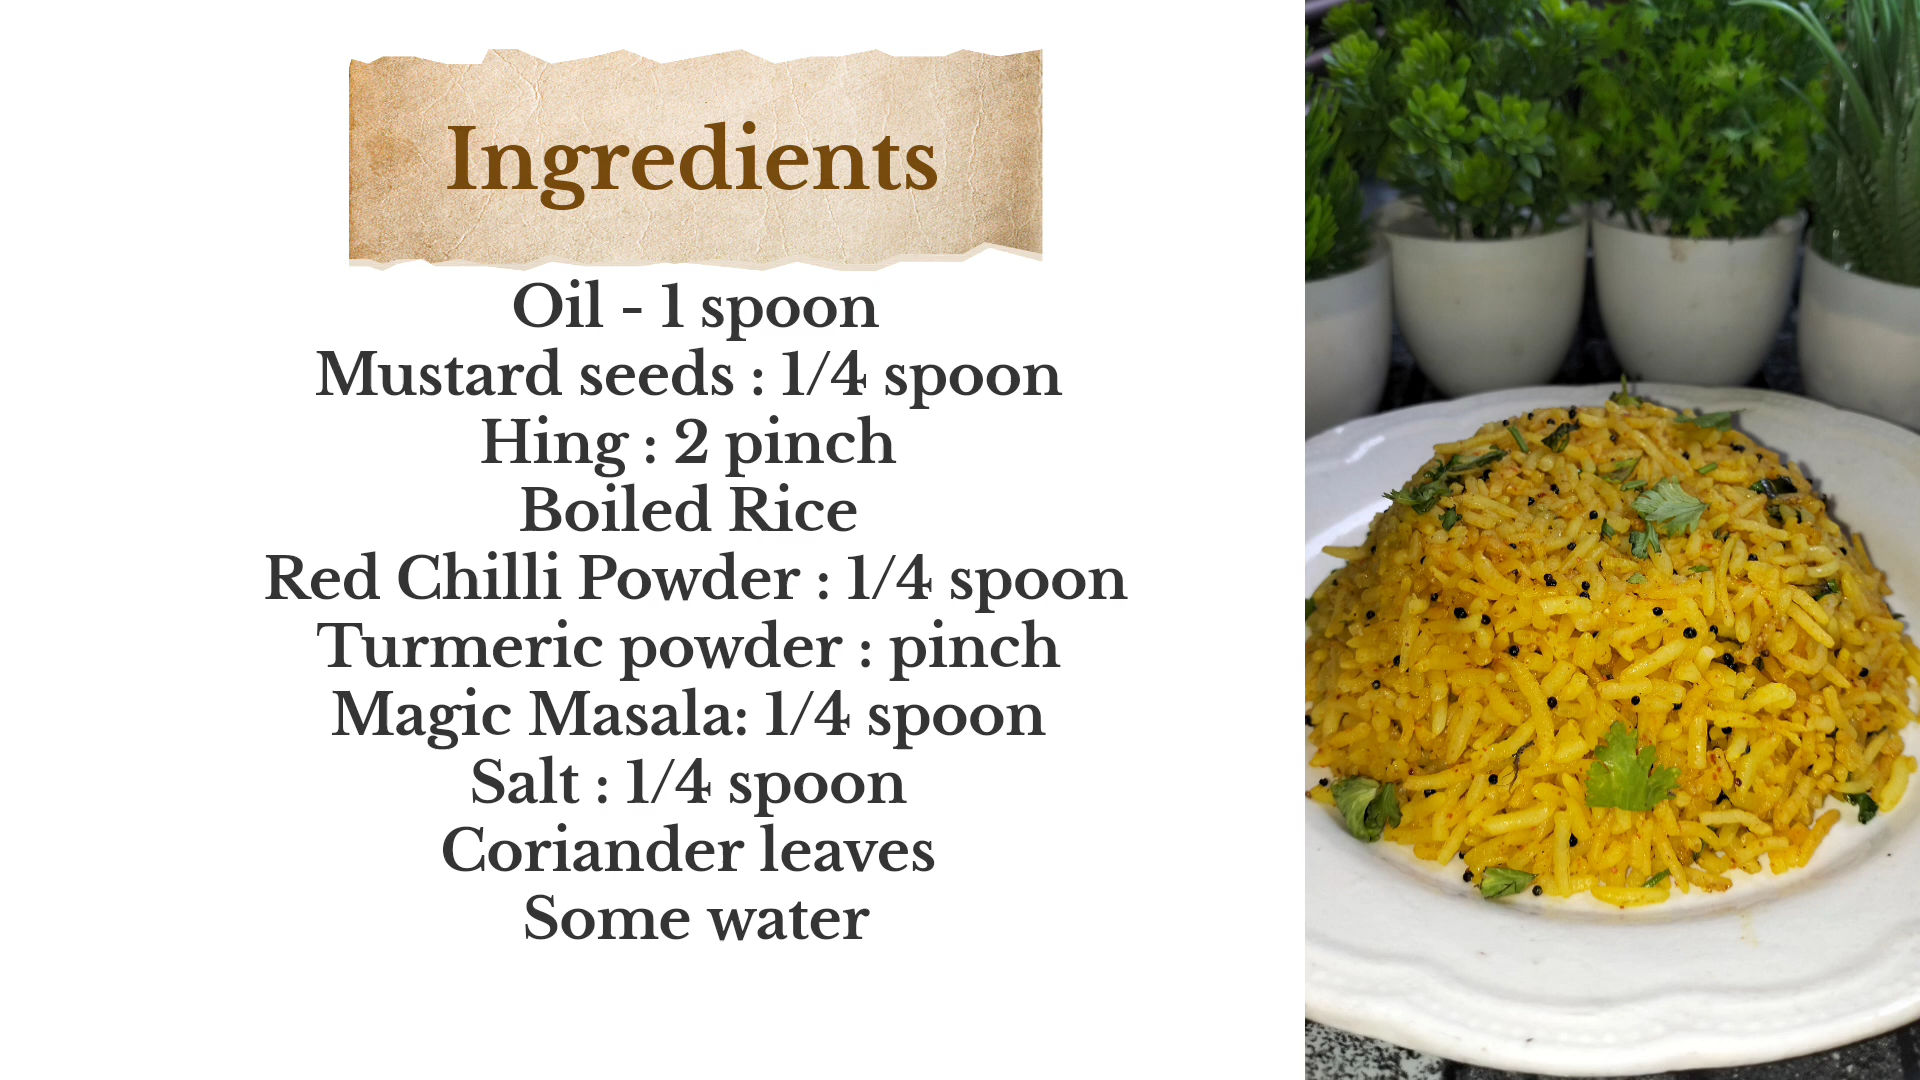 Ingredients
Oil - 1 spoon
Mustard seeds : 1/4 spoon
Hing : 2 pinch
Boiled Rice
Red Chilli Powder : 1/4 spoon
Turmeric powder : pinch
Magic Masala: 1/4 spoon
Salt : 1/4 spoon
Coriander leaves
Some water